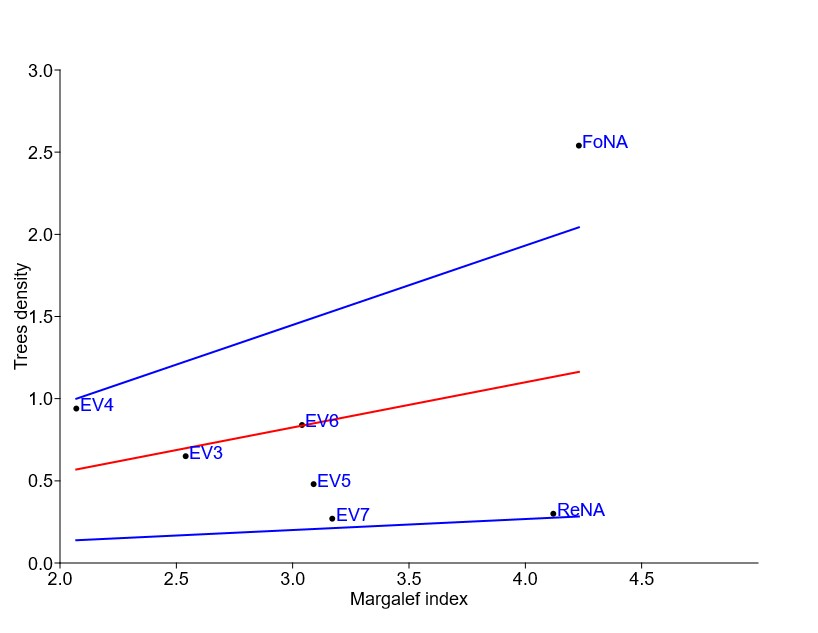 3.0
FoNA
2.5
2.0
Trees density
1.5
1.0
EV4
EV6
EV3
0.5
EV5
EV7
ReNA
0.0
2.0 2.5 3.0 3.5 4.0 4.5
Margalef index